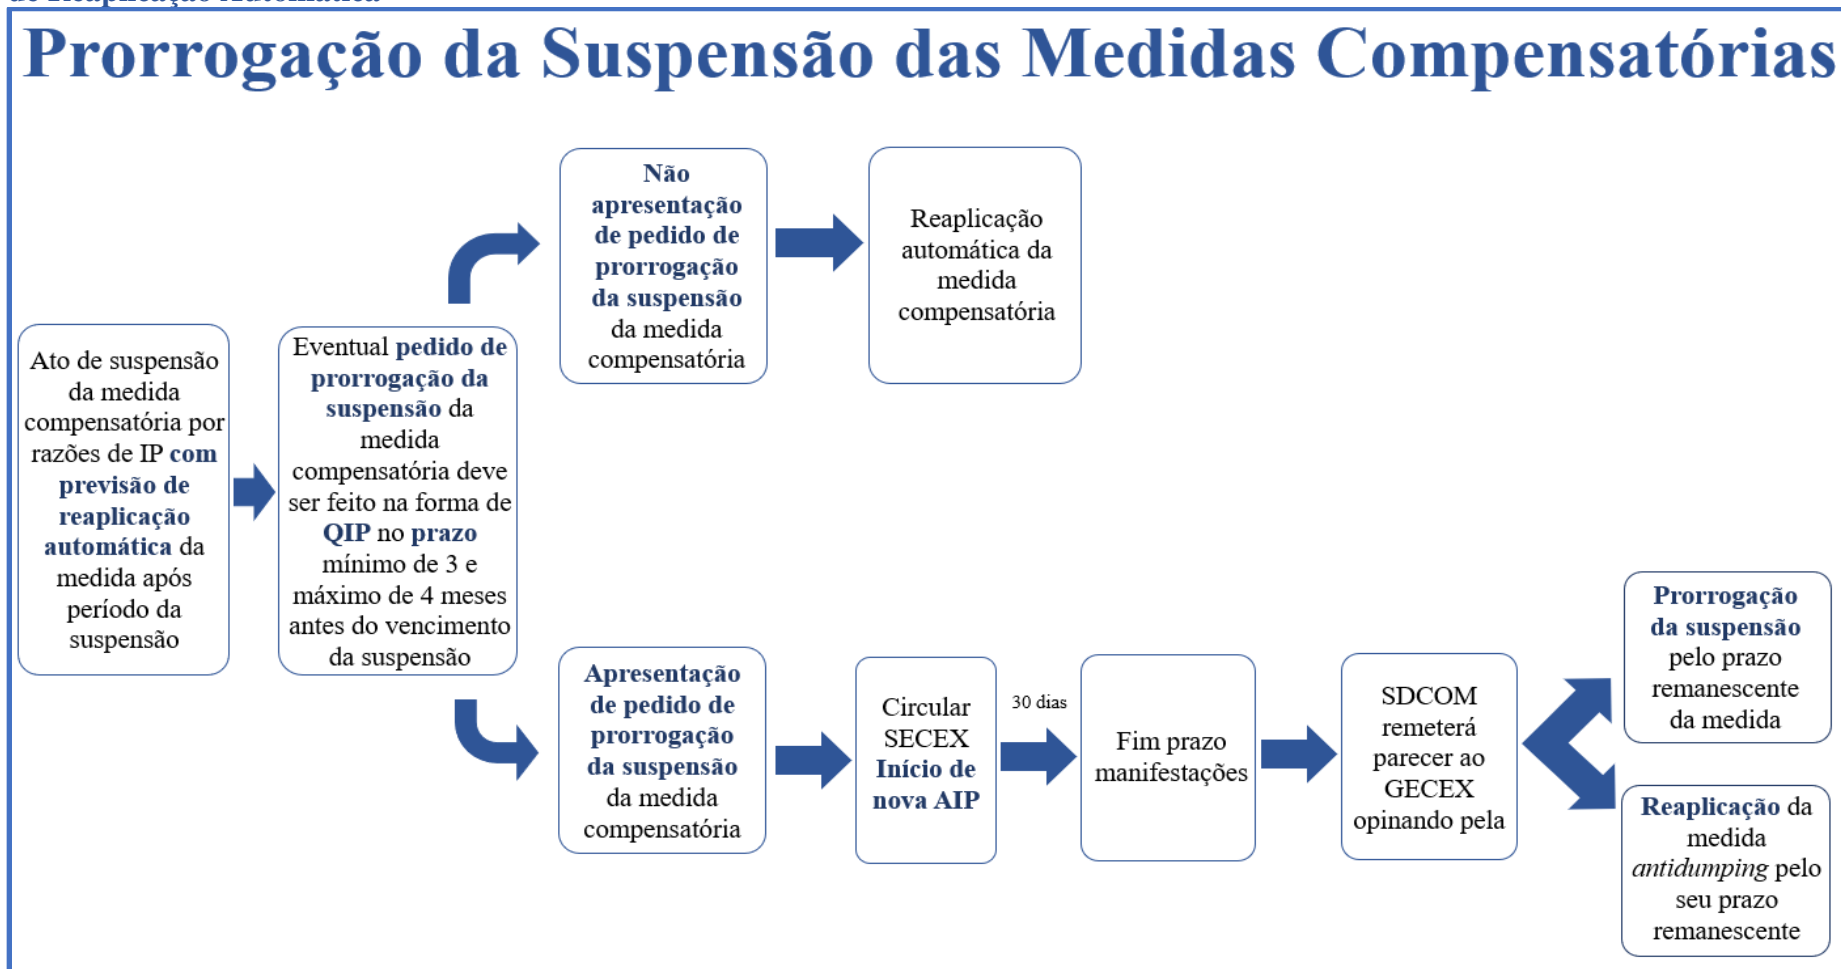 de Reaplicação Automática
Prorrogação da Suspensão das Medidas Compensatórias
Ato de suspensão
da medida
compensatória por
razões de IP com
previsão de
reaplicação
automática da
medida após
período da
suspensão
Eventual pedido de
prorrogação da
suspensão da
medida
compensatória deve
ser feito na forma de
QIP no prazo
mínimo de 3 e
máximo de 4 meses
antes do vencimento
da suspensão
Não
apresentação
de pedido de
prorrogação
da suspensão
da medida
compensatória
Reaplicação
automática da
medida
compensatória
Apresentação
de pedido de
prorrogação
da suspensão
da medida
compensatória
Circular
SECEX
Início de
nova AIP
30 dias
Fim prazo
manifestações
SDCOM
remeterá
parecer ao
GECEX
opinando pela
Prorrogação
da suspensão
pelo prazo
remanescente
da medida
Reaplicação da
medida
antidumping pelo
seu prazo
remanescente